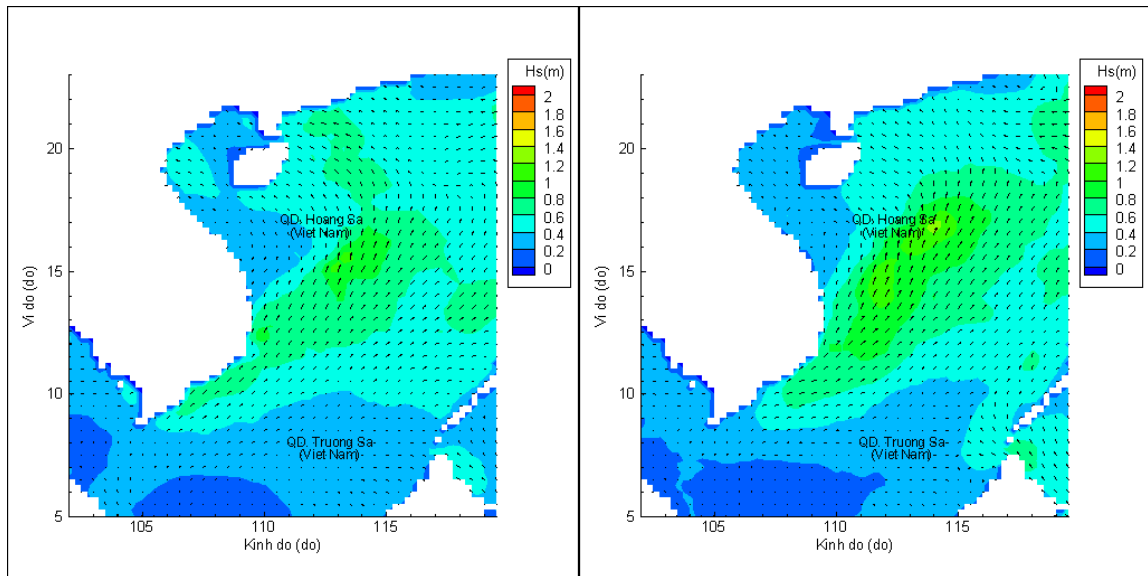 Hs(m)
2
1.8
1.6
1.4
1.2
1
0.8
0.6
0.4
0.2
0
20
15
10
5
Vi do (do)
QD. Hoang Sa
(Viet Nam)
QD. Truong Sa
(Viet Nam)
105
110
115
Kinh do (do)
Hs(m)
2
1.8
1.6
1.4
1.2
1
0.8
0.6
0.4
0.2
0
20
15
10
5
Vi do (do)
QD. Hoang Sa
(Viet Nam)
QD. Truong Sa
(Viet Nam)
105
110
115
Kinh do (do)